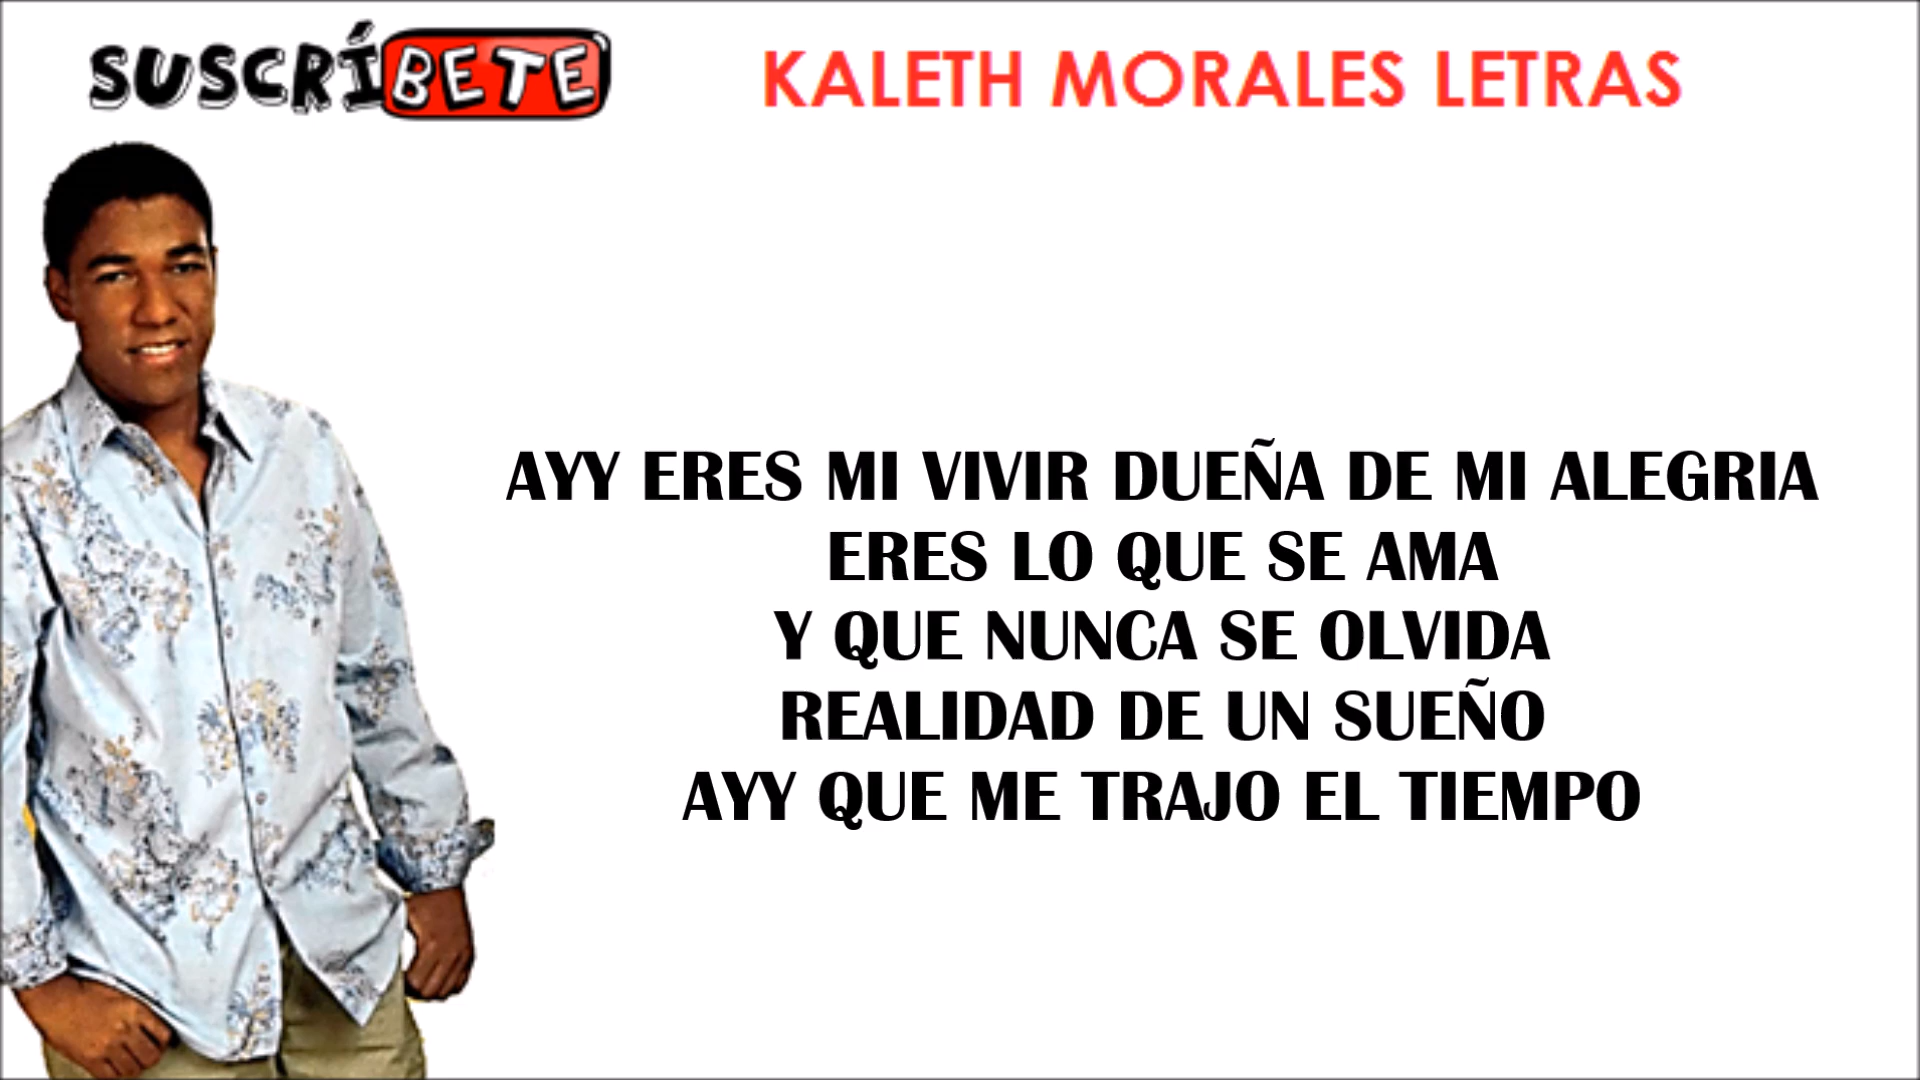 SUSCRÍBETE
KALETH MORALES LETRAS
AYY ERES MI VIVIR DUEÑA DE MI ALEGRIA
ERES LO QUE SE AMA
Y QUE NUNCA SE OLVIDA
REALIDAD DE UN SUEÑO
AYY QUE ME TRAJO EL TIEMPO